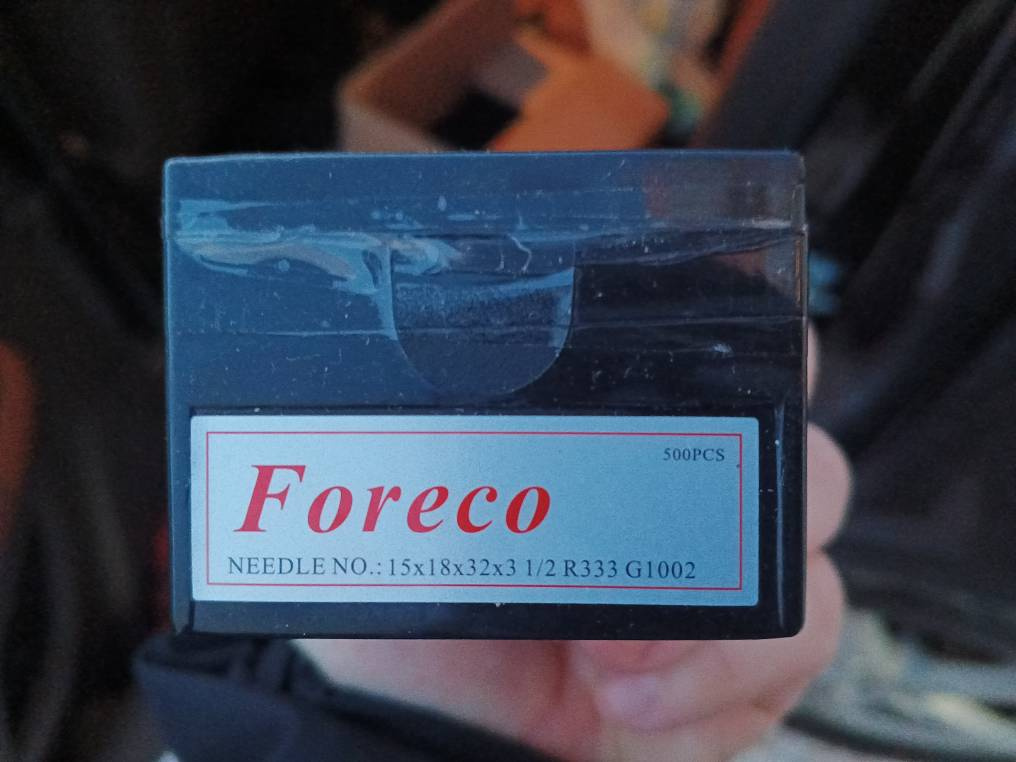 500PCS
Foreco
NEEDLE NO.: 15x18x32x3 1/2 R333 G1002